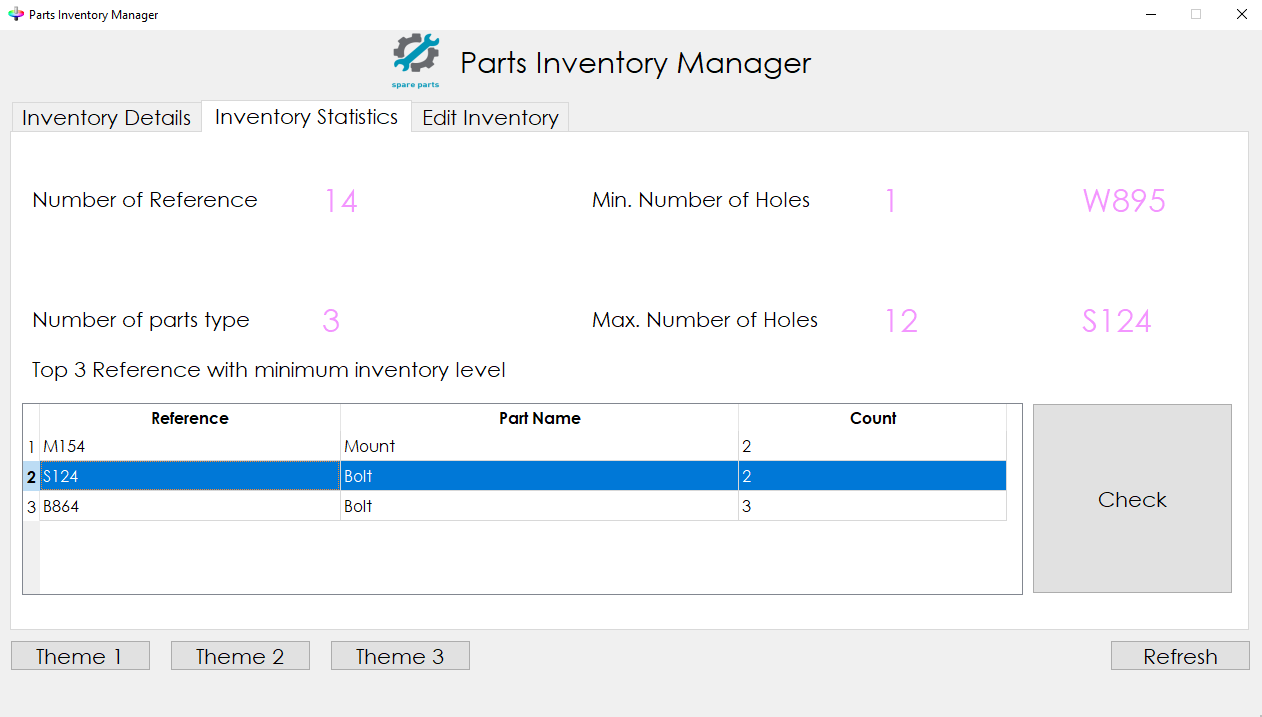 Parts Inventory Manager
spare parts
Parts Inventory Manager
Inventory Details Inventory Statistics Edit Inventory
Number of Reference 14 Min. Number of Holes 1 W895
Number of parts type 3 Max. Number of Holes 12 S124
Top 3 Reference with minimum inventory level
Reference Part Name Count
1 M154 Mount 2
2 S124 Bolt 2
3 B864 Bolt 3
Check
Theme 1 Theme 2 Theme 3 Refresh